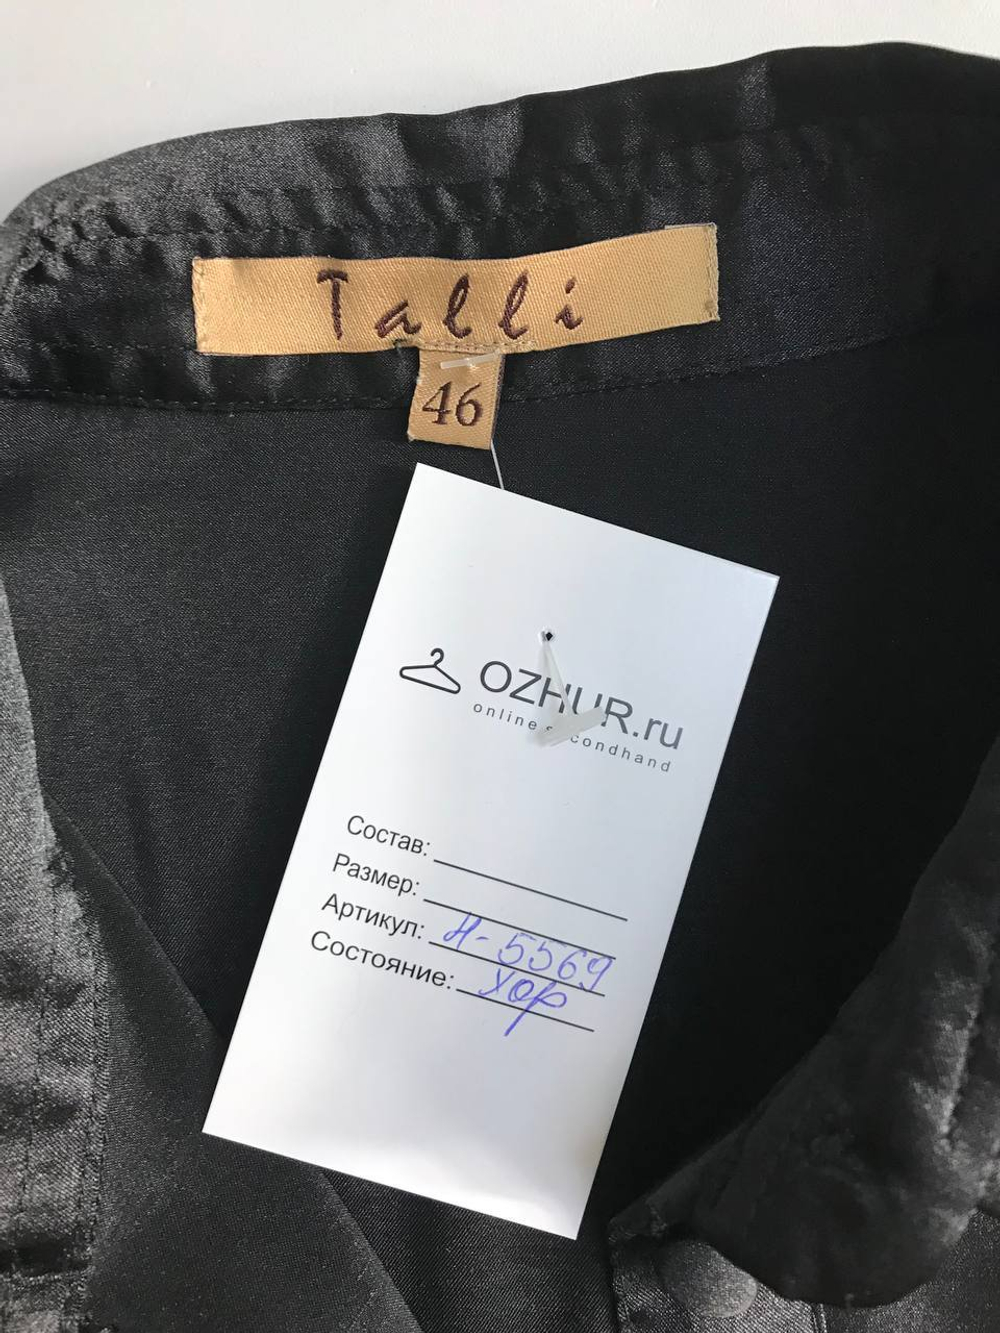 Talli
46
OZHUR.ru
online secondhand
Состав:
Размер:
Артикул: Н-5569
Состояние: хор